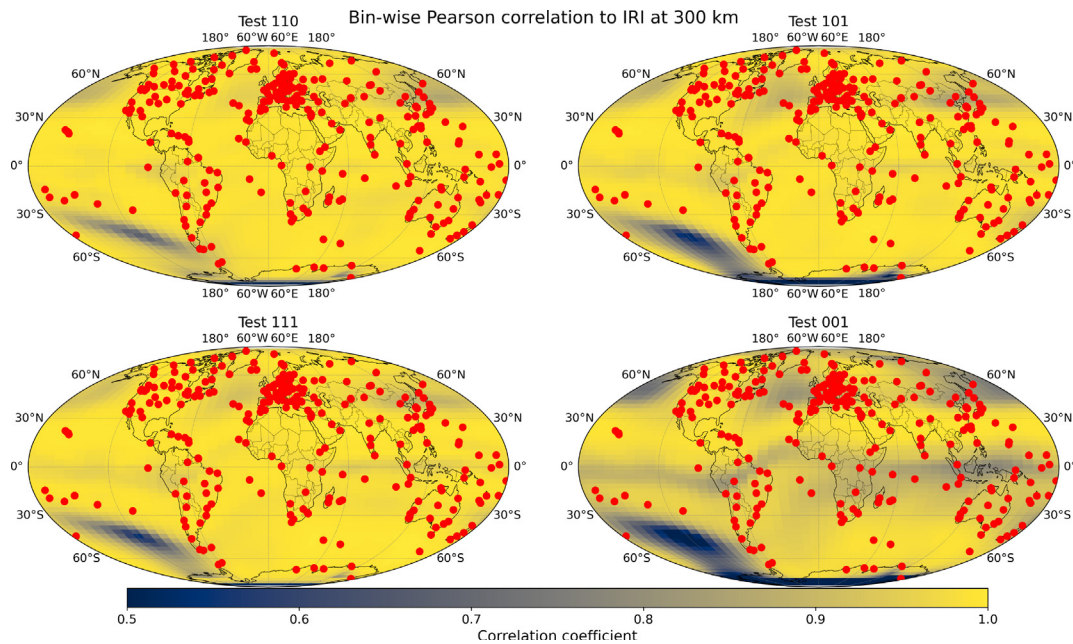 Bin-wise Pearson correlation to IRI at 300 km
Test 110
180° 60°W 60°E 180°
60°N 60°N
30°N 30°N
0° 0°
30°S 30°S
60°S 60°S
180° 60°W 60°E 180°
Test 101
180° 60°W 60°E 180°
60°N 60°N
30°N 30°N
0° 0°
30°S 30°S
60°S 60°S
180° 60°W 60°E 180°
Test 111
180° 60°W 60°E 180°
60°N 60°N
30°N 30°N
0° 0°
30°S 30°S
60°S 60°S
Test 001
180° 60°W 60°E 180°
60°N 60°N
30°N 30°N
0° 0°
30°S 30°S
60°S 60°S
0.5 0.6 0.7 0.8 0.9 1.0
Correlation coefficient